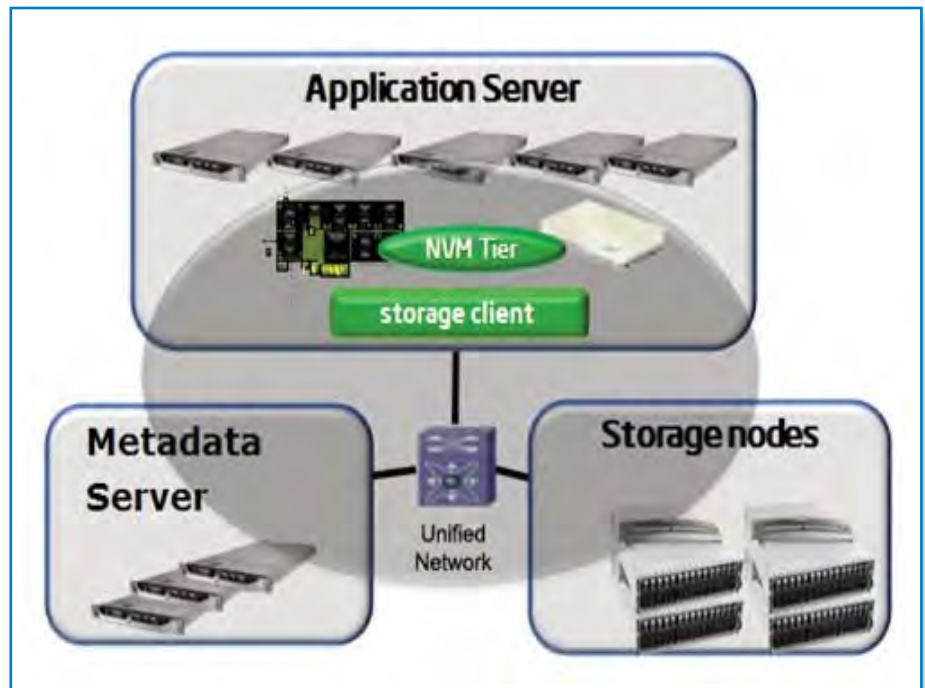 Application Server
NVM Tier
storage client
Metadata
Server
Storage nodes
Unified
Network